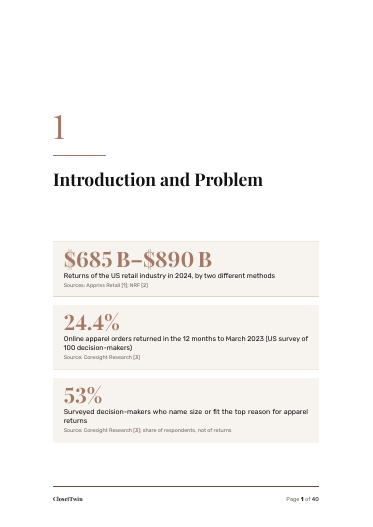 1
Introduction and Problem
$685 B–$890 B
Returns of the US retail industry in 2024, by two different methods
Sources: Appriss Retail [1]; NRF [2]
24.4%
Online apparel orders returned in the 12 months to March 2023 (US survey of
100 decision-makers)
Source: Coresight Research [3]
53%
Surveyed decision-makers who name size or fit the top reason for apparel
returns
Source: Coresight Research [3]; share of respondents, not of returns
ClosetTwin
Page 1 of 40